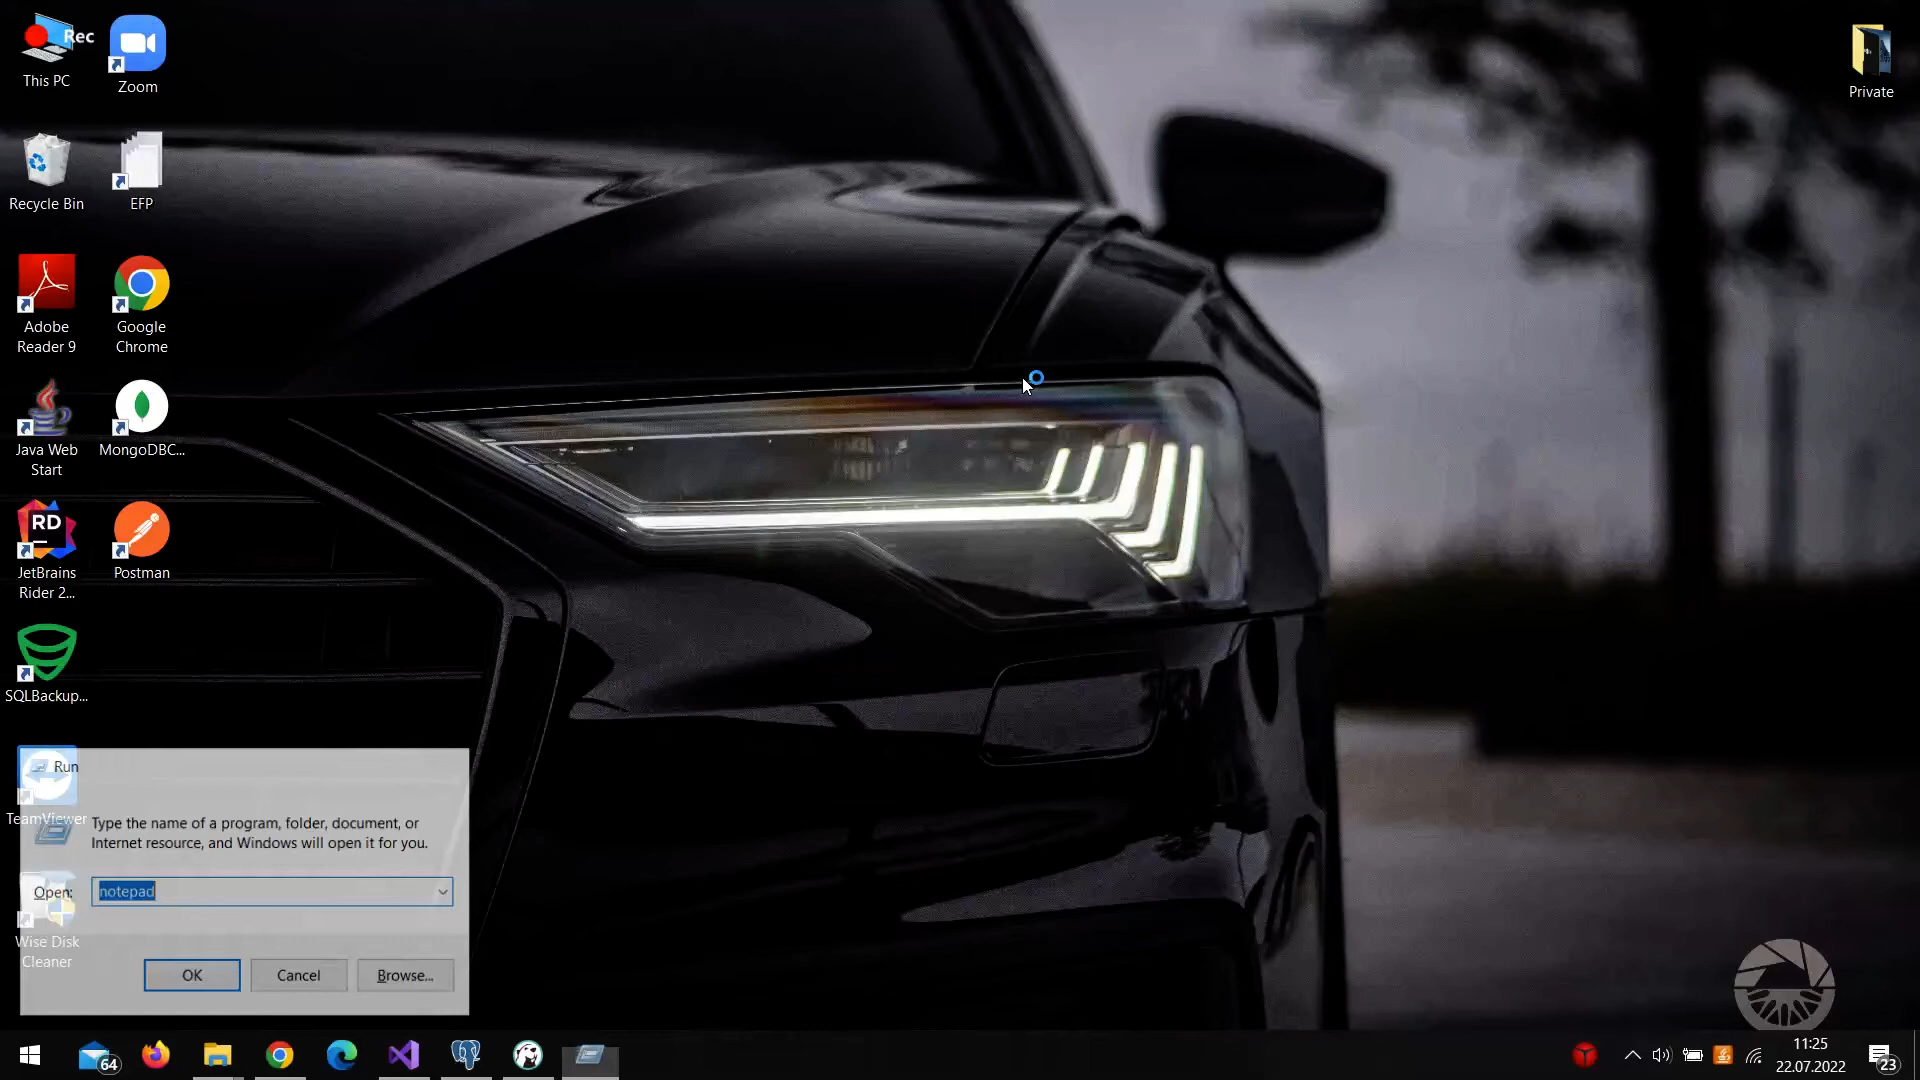 Rec
This PC
Zoom
Private
Recycle Bin
EFP
Adobe
Reader 9
Google
Chrome
Java Web
Start
MongoDBC...
RD
JetBrains
Rider 2...
Postman
SQLBackup...
TeamViewer
Run
Type the name of a program, folder, document, or
Internet resource, and Windows will open it for you.
Open:
notepad
Wise Disk
Cleaner
OK
Cancel
Browse...
64
11:25
22.07.2022
23